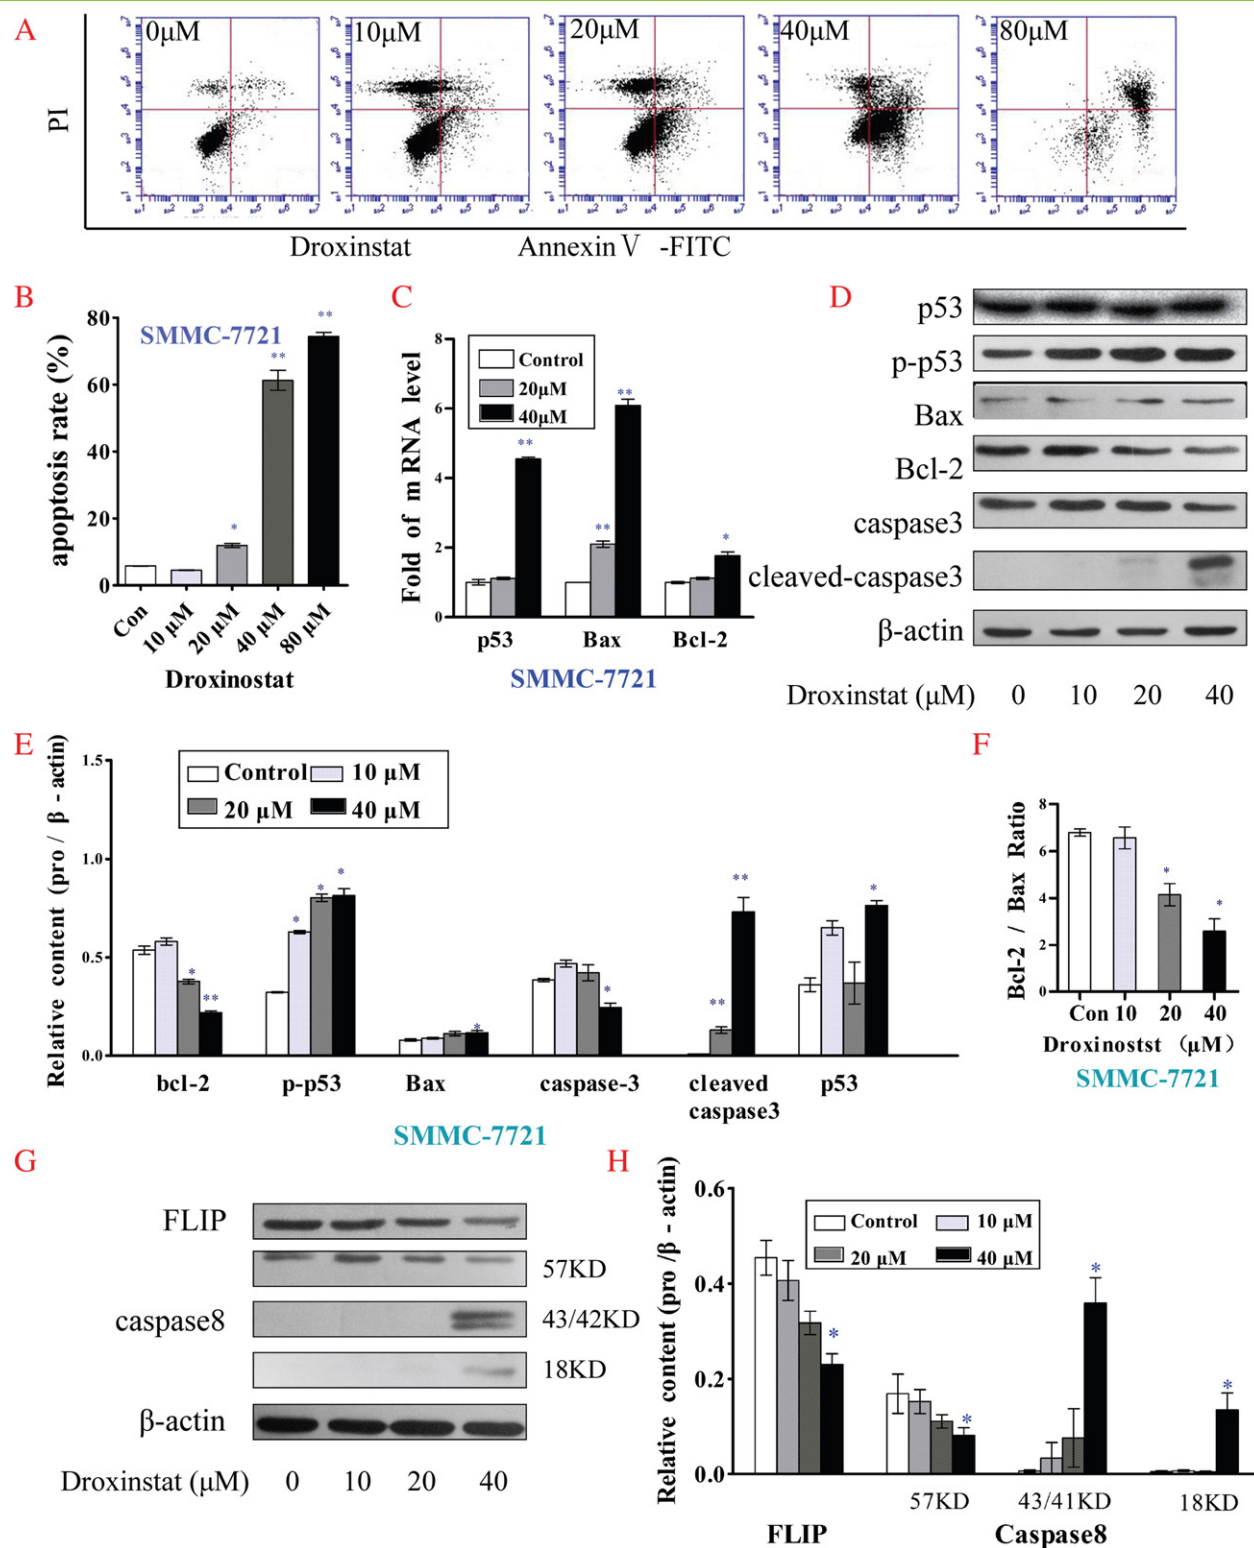 A
0µM
10µM
20µM
40µM
80µM
PI
Droxinstat
Annexin V -FITC
B
SMMC-7721
apoptosis rate (%)
80
60
40
20
0
**
**
*
Con
10 µM
20 µM
40 µM
80 µM
Droxinostat
C
Fold of mRNA level
8
6
4
2
0
Control
20µM
40µM
**
**
**
*
p53
Bax
Bcl-2
SMMC-7721
D
p53
p-p53
Bax
Bcl-2
caspase3
cleaved-caspase3
β-actin
Droxinstat (µM) 0 10 20 40
E
Relative content (pro / β - actin)
1.5
1.0
0.5
0.0
Control
10 µM
20 µM
40 µM
*
**
*
*
*
*
*
**
**
*
bcl-2
p-p53
Bax
caspase-3
cleaved
caspase3
p53
SMMC-7721
F
Bcl-2 / Bax Ratio
8
6
4
2
0
*
*
Con 10 20 40
Droxinostst (µM)
SMMC-7721
G
FLIP
57KD
caspase8
43/42KD
18KD
β-actin
Droxinstat (µM) 0 10 20 40
H
Relative content (pro /β - actin)
0.6
0.4
0.2
0.0
Control
10 µM
20 µM
40 µM
*
*
*
*
57KD
43/41KD
18KD
FLIP
Caspase8